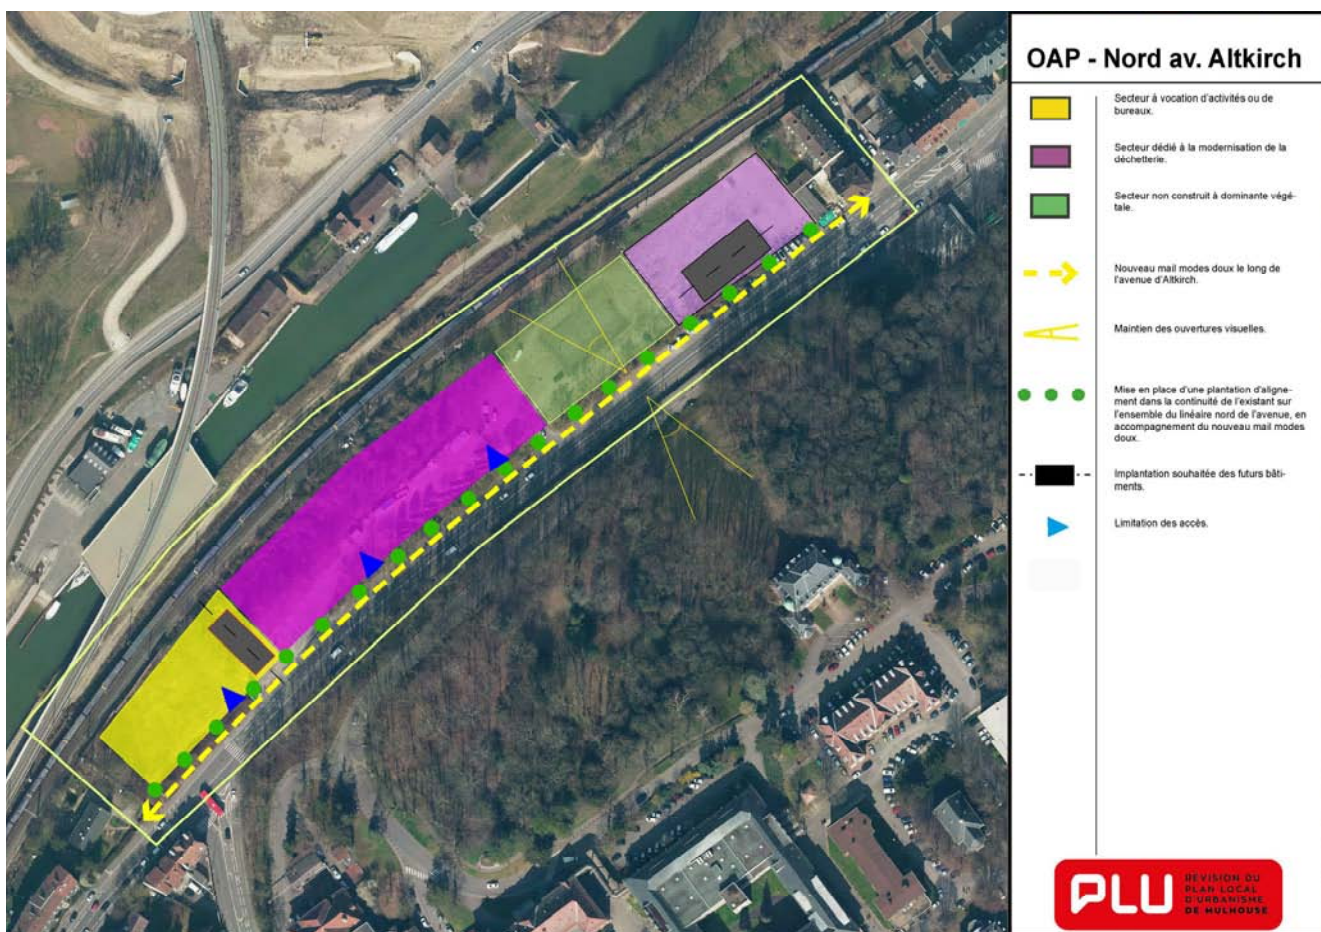 OAP - Nord av. Altkirch
Secteur à vocation d'activités ou de
bureaux.
Secteur dédié à la modernisation de la
déchetterie.
Secteur non construit à dominante végé-
tale.
Nouveau mail modes doux le long de
l'avenue d'Altkirch.
Maintien des ouvertures visuelles.
Mise en place d'une plantation d'aligne-
ment dans la continuité de l'existant sur
l'ensemble du linéaire nord de l'avenue, en
accompagnement du nouveau mail modes
doux.
Implantation souhaitée des futurs bâti-
ments.
Limitation des accès.
PLU
REVISION DU
PLAN LOCAL
D'URBANISME
DE MULHOUSE